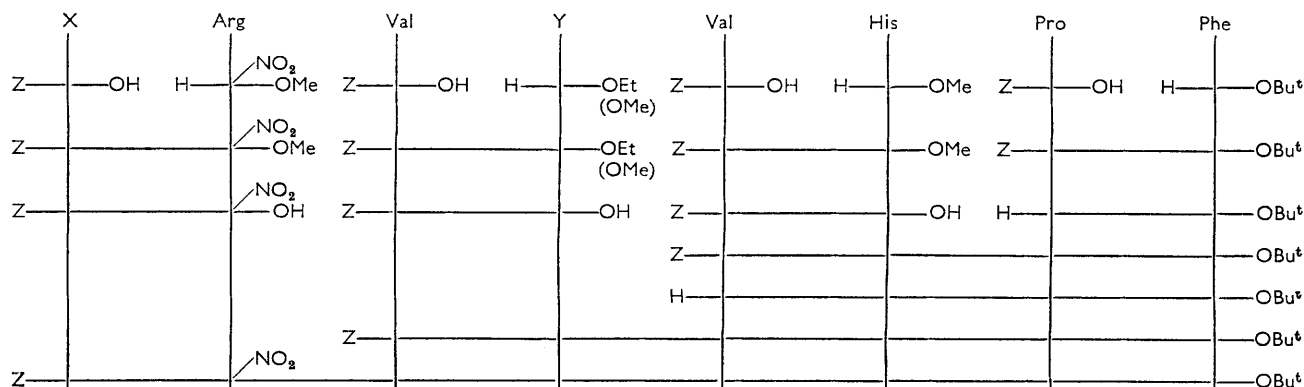 X Arg Val Y Val His Pro Phe
NO₂
Z OH H OMe Z OH H OEt Z OH H OMe Z OH H OBuᵗ
(OMe)
NO₂
Z OMe Z OEt Z OMe Z OBuᵗ
(OMe)
NO₂
Z OH Z OH Z OH H OBuᵗ
Z OBuᵗ
H OBuᵗ
Z OBuᵗ
NO₂
Z OBuᵗ